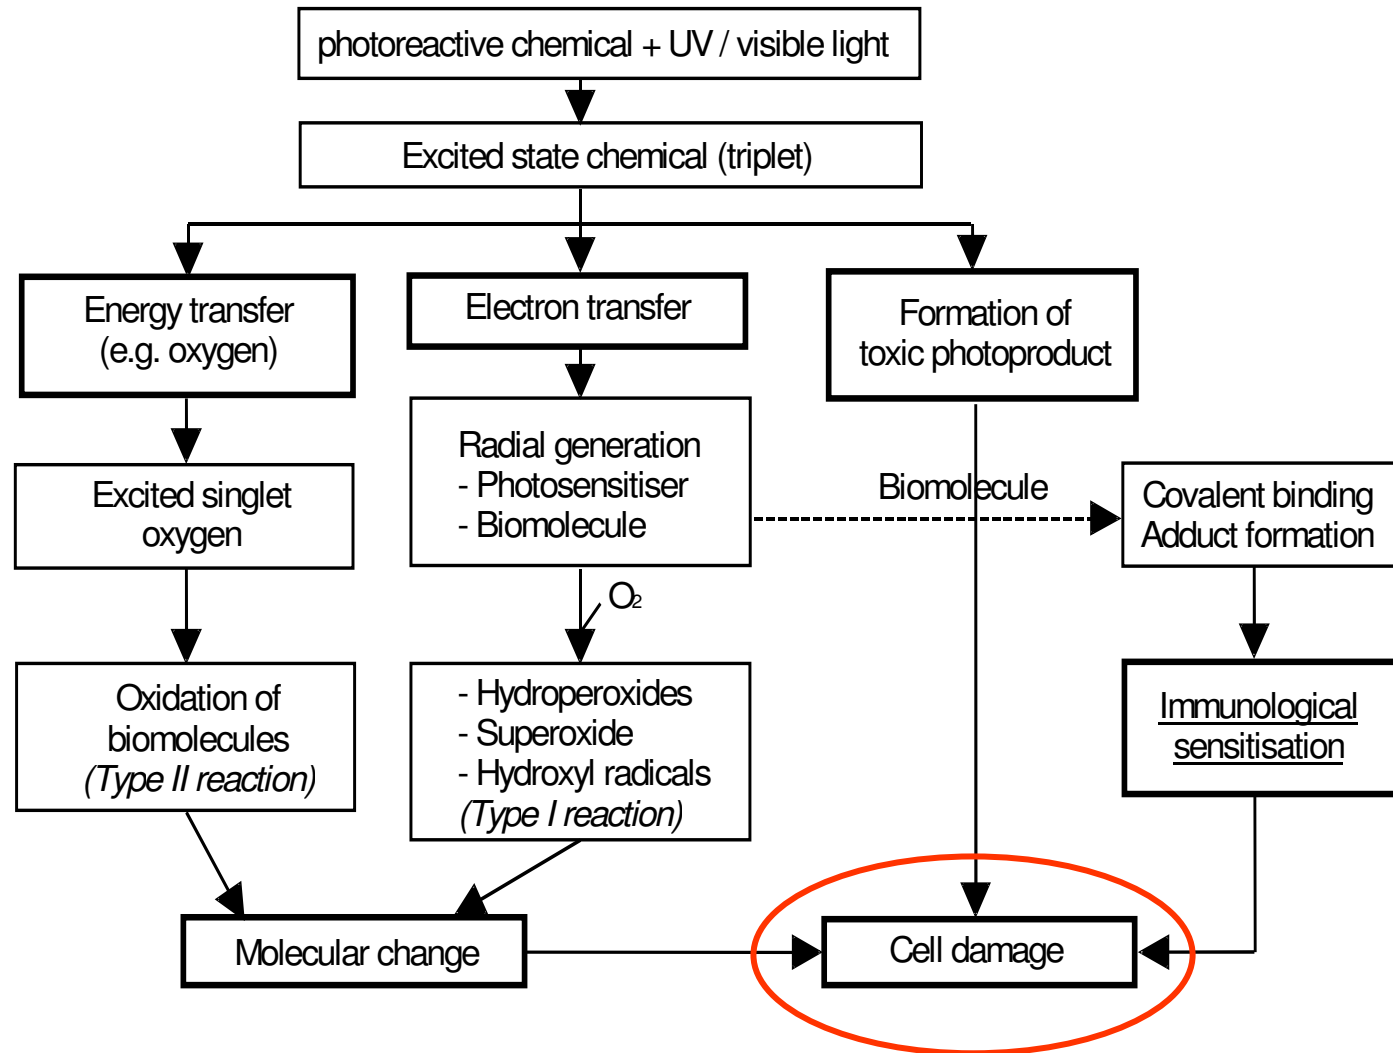 photoreactive chemical + UV / visible light
Excited state chemical (triplet)
Energy transfer
(e.g. oxygen)
Electron transfer
Formation of
toxic photoproduct
Radial generation
- Photosensitiser
- Biomolecule
Biomolecule
Covalent binding
Adduct formation
Excited singlet
oxygen
O₂
Oxidation of
biomolecules
(Type II reaction)
- Hydroperoxides
- Superoxide
- Hydroxyl radicals
(Type I reaction)
Immunological
sensitisation
Molecular change
Cell damage